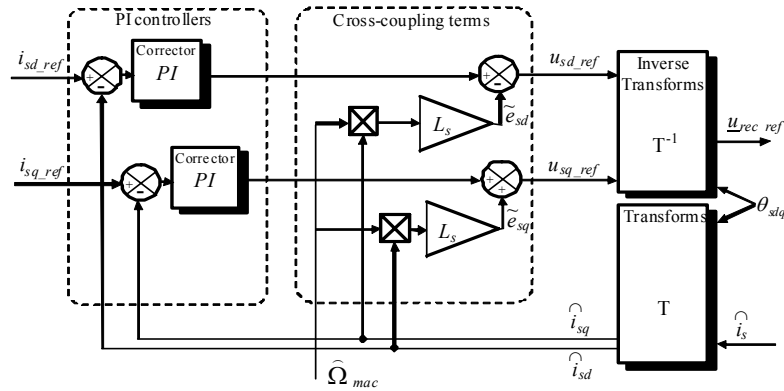 PI controllers
Cross-coupling terms
i_sd_ref
Corrector
PI
+
-
+
-
u_sd_ref
Inverse
Transforms
T⁻¹
u_rec_ref
L_s
ẽ_sd
i_sq_ref
Corrector
PI
+
-
+
+
u_sq_ref
L_s
ẽ_sq
θ_sdq
Transforms
T
i_sq
i_s
i_sd
Ω_mac